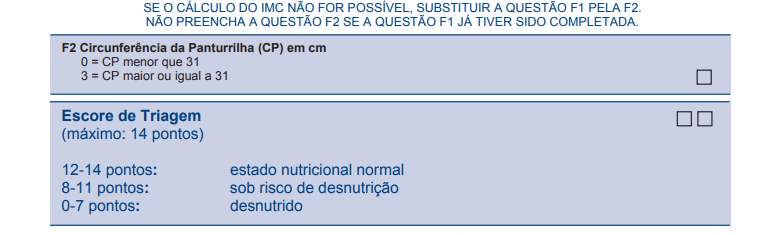 SE O CÁLCULO DO IMC NÃO FOR POSSÍVEL, SUBSTITUIR A QUESTÃO F1 PELA F2.
NÃO PREENCHA A QUESTÃO F2 SE A QUESTÃO F1 JÁ TIVER SIDO COMPLETADA.
F2 Circunferência da Panturrilha (CP) em cm
0 = CP menor que 31
3 = CP maior ou igual a 31
Escore de Triagem
(máximo: 14 pontos)
12-14 pontos: estado nutricional normal
8-11 pontos: sob risco de desnutrição
0-7 pontos: desnutrido